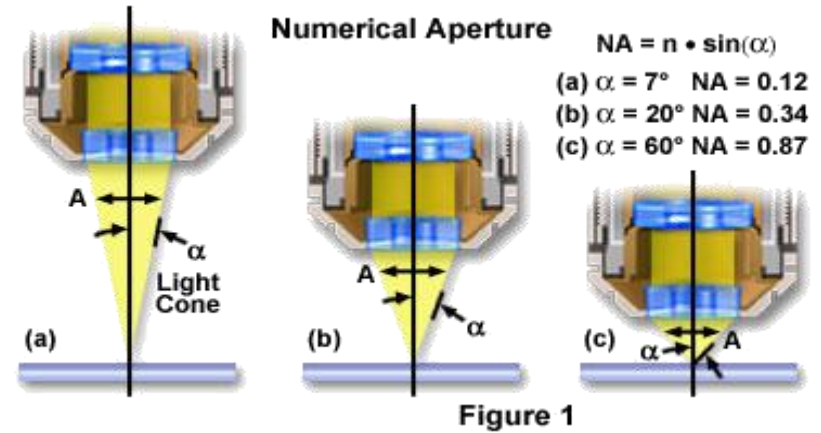 Numerical Aperture
NA = n • sin(α)
(a) α = 7° NA = 0.12
(b) α = 20° NA = 0.34
(c) α = 60° NA = 0.87
A
α
Light
Cone
(a)
A
α
(b)
A
α
(c)
Figure 1